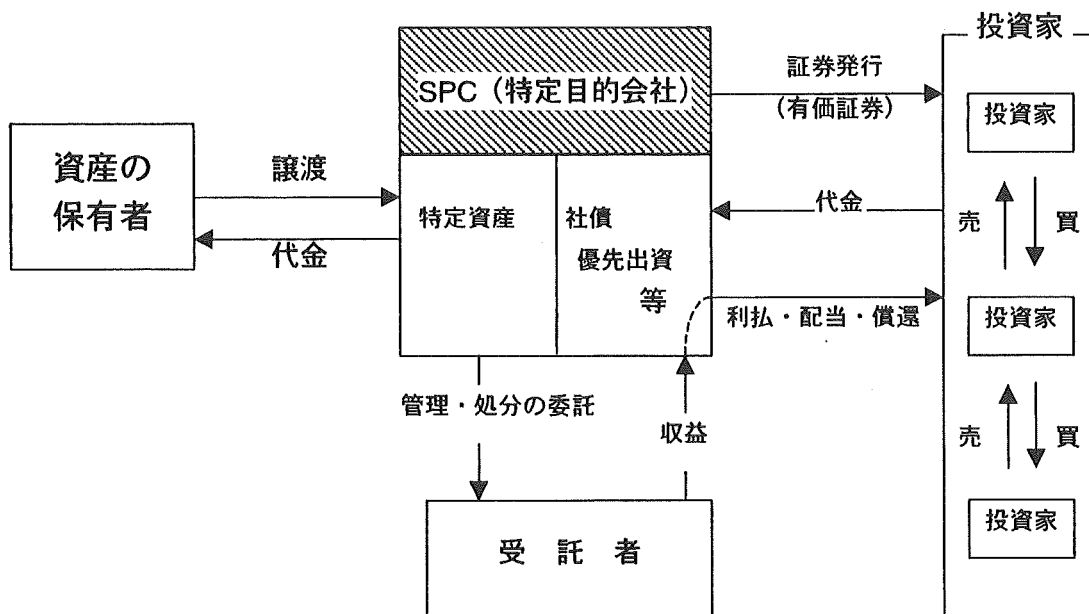 投資家
SPC（特定目的会社）
証券発行
（有価証券）
投資家
資産の
保有者
譲渡
代金
特定資産
社債
優先出資
等
代金
売
買
利払・配当・償還
投資家
管理・処分の委託
収益
売
買
投資家
受　託　者